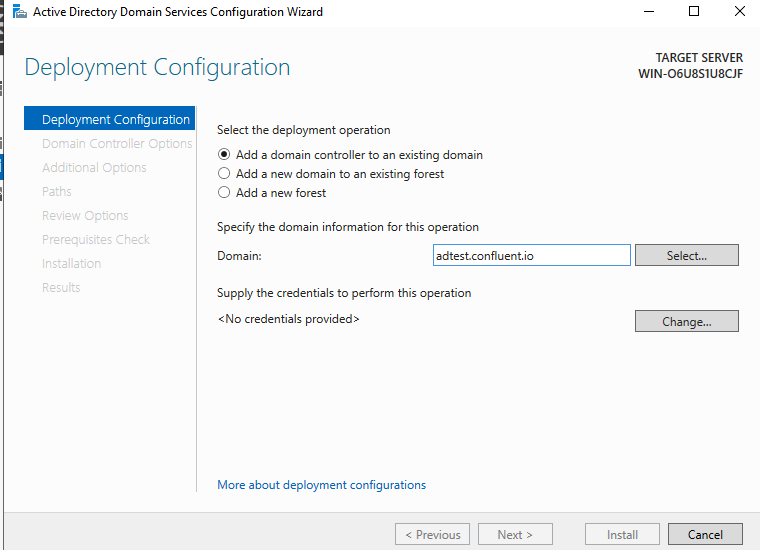 Active Directory Domain Services Configuration Wizard
Deployment Configuration
TARGET SERVER
WIN-O6U8S1U8CJF
Deployment Configuration
Domain Controller Options
Additional Options
Paths
Review Options
Prerequisites Check
Installation
Results
Select the deployment operation
Add a domain controller to an existing domain
Add a new domain to an existing forest
Add a new forest
Specify the domain information for this operation
Domain: adtest.confluent.io Select...
Supply the credentials to perform this operation
<No credentials provided> Change...
More about deployment configurations
< Previous Next > Install Cancel